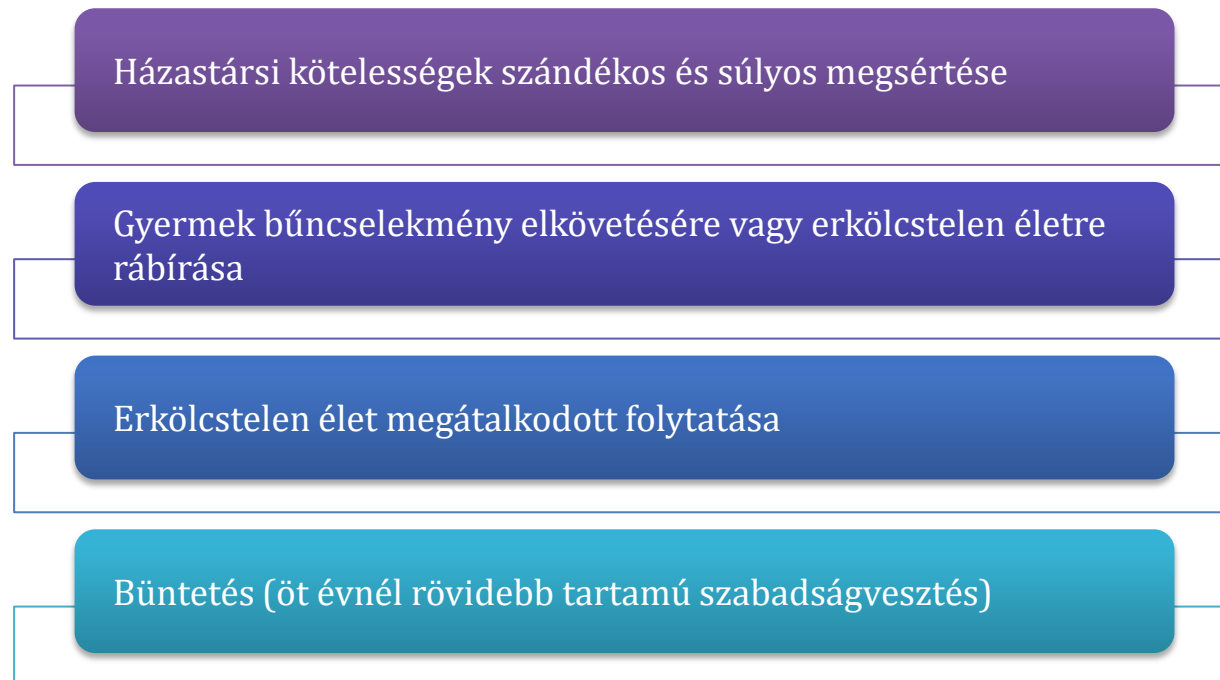 Házastársi kötelességek szándékos és súlyos megsértése
Gyermek bűncselekmény elkövetésére vagy erkölcstelen életre
rábírása
Erkölcstelen élet megátalkodott folytatása
Büntetés (öt évnél rövidebb tartamú szabadságvesztés)